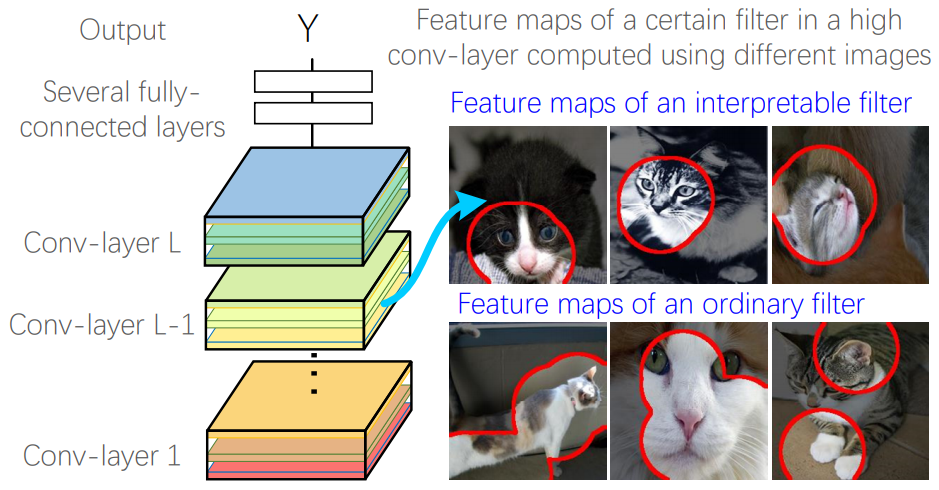 Output
Y
Feature maps of a certain filter in a high
conv-layer computed using different images
Several fully-
connected layers
Feature maps of an interpretable filter
Conv-layer L
Feature maps of an ordinary filter
Conv-layer L-1
Conv-layer 1